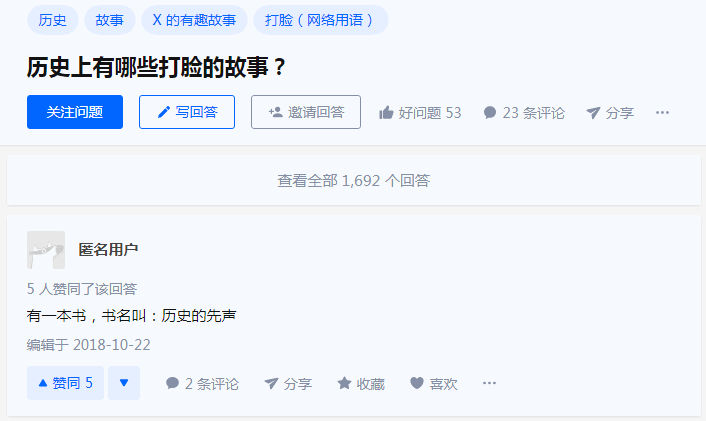 历史 故事 X 的有趣故事 打脸（网络用语）
历史上有哪些打脸的故事？
关注问题 写回答 邀请回答 好问题 53 23 条评论 分享 ···
查看全部 1,692 个回答
匿名用户
5 人赞同了该回答
有一本书，书名叫：历史的先声
编辑于 2018-10-22
赞同 5 2 条评论 分享 收藏 喜欢 ···